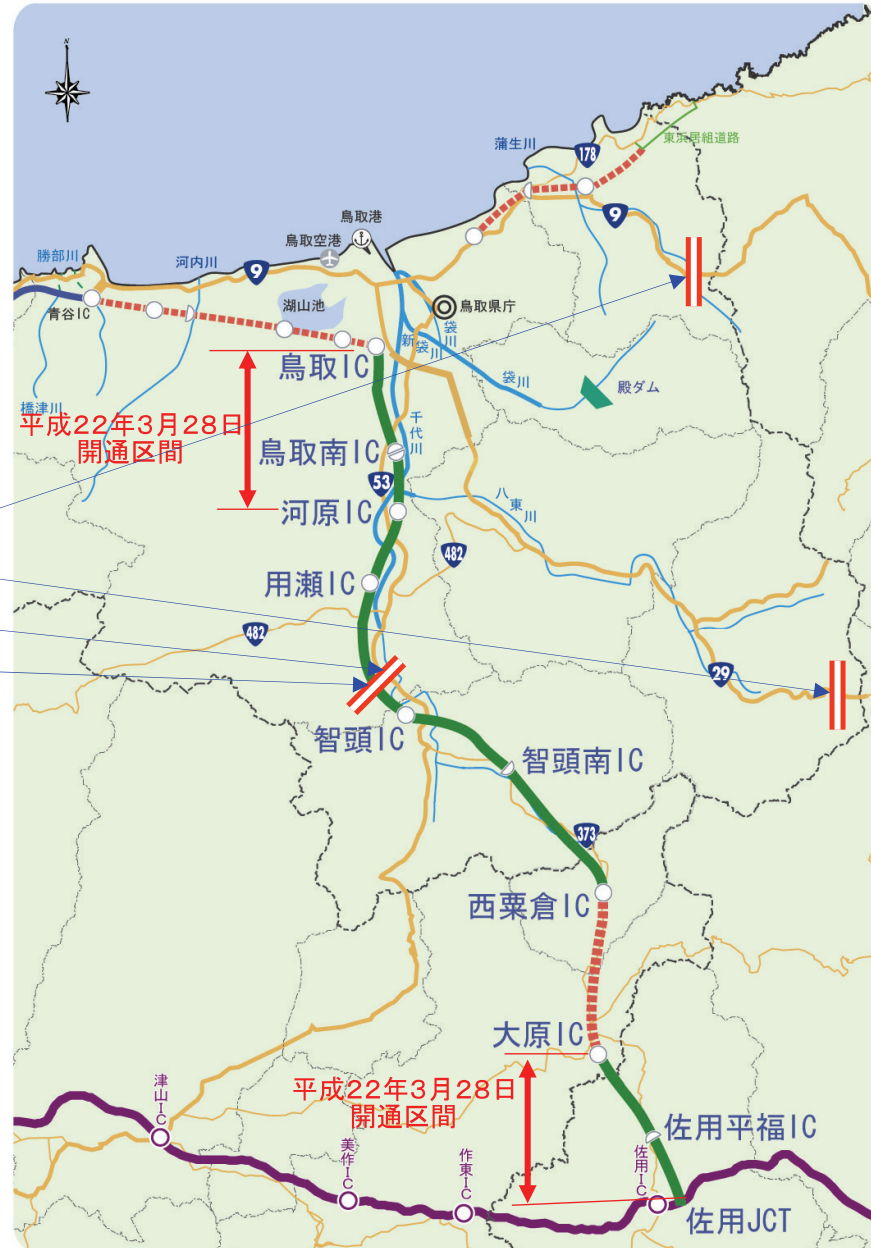 N
東浜居組道路
蒲生川
178
9
鳥取港
鳥取空港
勝部川
河内川
9
青谷IC
湖山池
鳥取県庁
新袋川
袋川
袋川
殿ダム
鳥取IC
橋津川
平成22年3月28日
開通区間
千代川
鳥取南IC
53
河原IC
八東川
482
用瀬IC
482
29
智頭IC
智頭南IC
373
西粟倉IC
大原IC
平成22年3月28日
開通区間
津山IC
美作IC
作東IC
佐用IC
佐用平福IC
佐用JCT